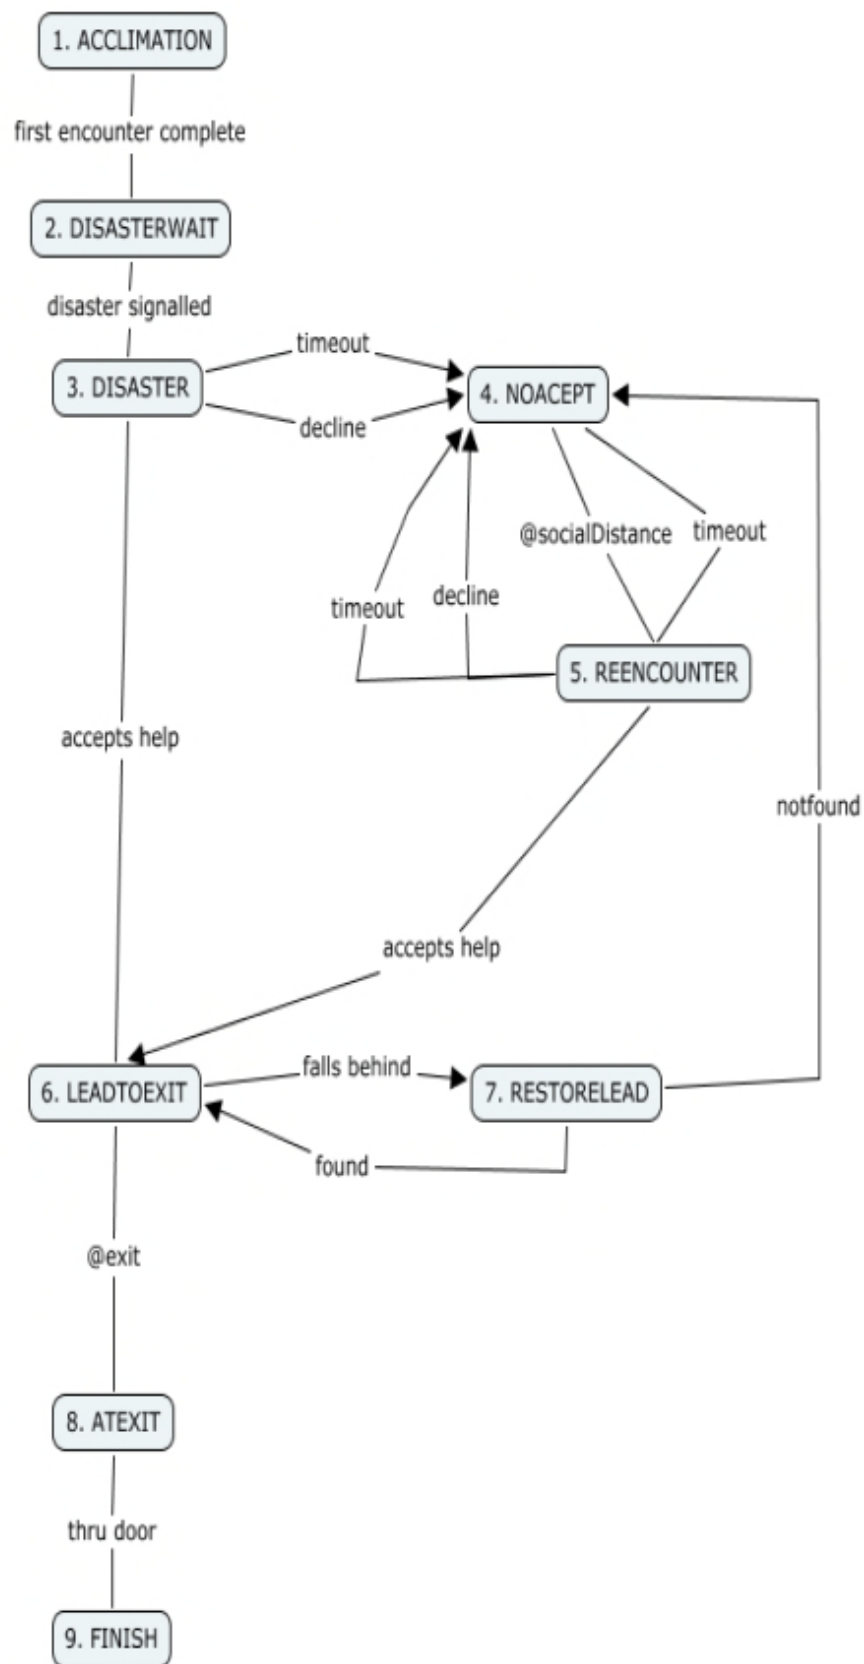 1. ACCLIMATION
first encounter complete
2. DISASTERWAIT
disaster signalled
3. DISASTER
timeout
decline
4. NOACEPT
@socialDistance
timeout
timeout
decline
5. REENCOUNTER
accepts help
notfound
accepts help
6. LEADTOEXIT
falls behind
7. RESTORELEAD
found
@exit
8. ATEXIT
thru door
9. FINISH